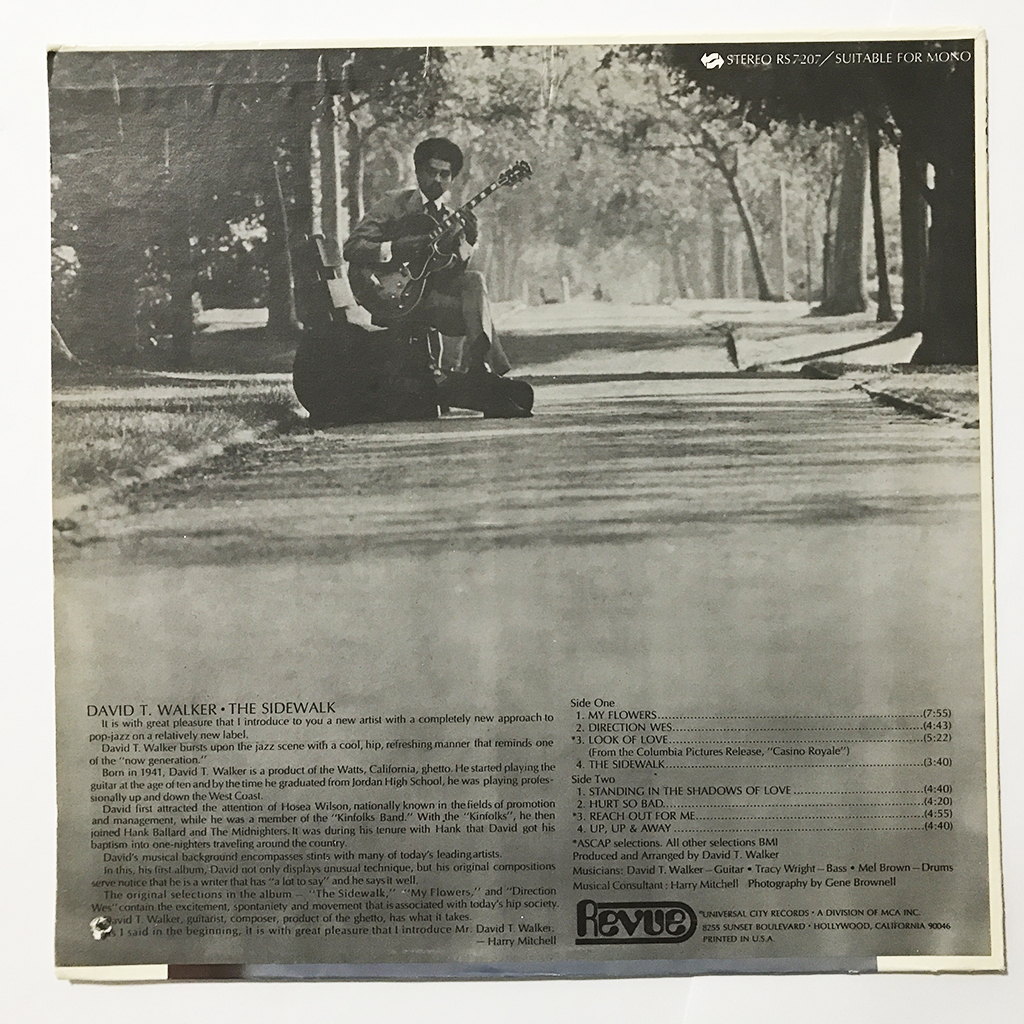 STEREO RS7207/SUITABLE FOR MONO
DAVID T. WALKER • THE SIDEWALK
It is with great pleasure that I introduce to you a new artist with a completely new approach to
pop-jazz on a relatively new label.
David T. Walker bursts upon the jazz scene with a cool, hip, refreshing manner that reminds one
of the "now generation."
Born in 1941, David T. Walker is a product of the Watts, California, ghetto. He started playing the
guitar at the age of ten and by the time he graduated from Jordan High School, he was playing profes-
sionally up and down the West Coast.
David first attracted the attention of Hosea Wilson, nationally known in the fields of promotion
and management, while he was a member of the "Kinfolks Band." With the "Kinfolks", he then
joined Hank Ballard and The Midnighters. It was during his tenure with Hank that David got his
baptism into one-nighters traveling around the country.
David's musical background encompasses stints with many of today's leading artists.
In this, his first album, David not only displays unusual technique, but his original compositions
serve notice that he is a writer that has "a lot to say" and he says it well.
The original selections in the album — "The Sidewalk," "My Flowers," and "Direction
Wes" contain the excitement, spontaniety and movement that is associated with today's hip society.
David T. Walker, guitarist, composer, product of the ghetto, has what it takes.
I said in the beginning, it is with great pleasure that I introduce Mr. David T. Walker.
— Harry Mitchell
Side One
1. MY FLOWERS (7:55)
2. DIRECTION WES (4:43)
*3. LOOK OF LOVE (5:22)
(From the Columbia Pictures Release, "Casino Royale")
4. THE SIDEWALK (3:40)
Side Two
1. STANDING IN THE SHADOWS OF LOVE (4:40)
2. HURT SO BAD (4:20)
*3. REACH OUT FOR ME (4:55)
4. UP, UP & AWAY (4:40)
*ASCAP selections. All other selections BMI
Produced and Arranged by David T. Walker
Musicians: David T. Walker – Guitar • Tracy Wright – Bass • Mel Brown – Drums
Musical Consultant: Harry Mitchell Photography by Gene Brownell
Revue
UNIVERSAL CITY RECORDS • A DIVISION OF MCA INC.
8255 SUNSET BOULEVARD • HOLLYWOOD, CALIFORNIA 90046
PRINTED IN U.S.A.